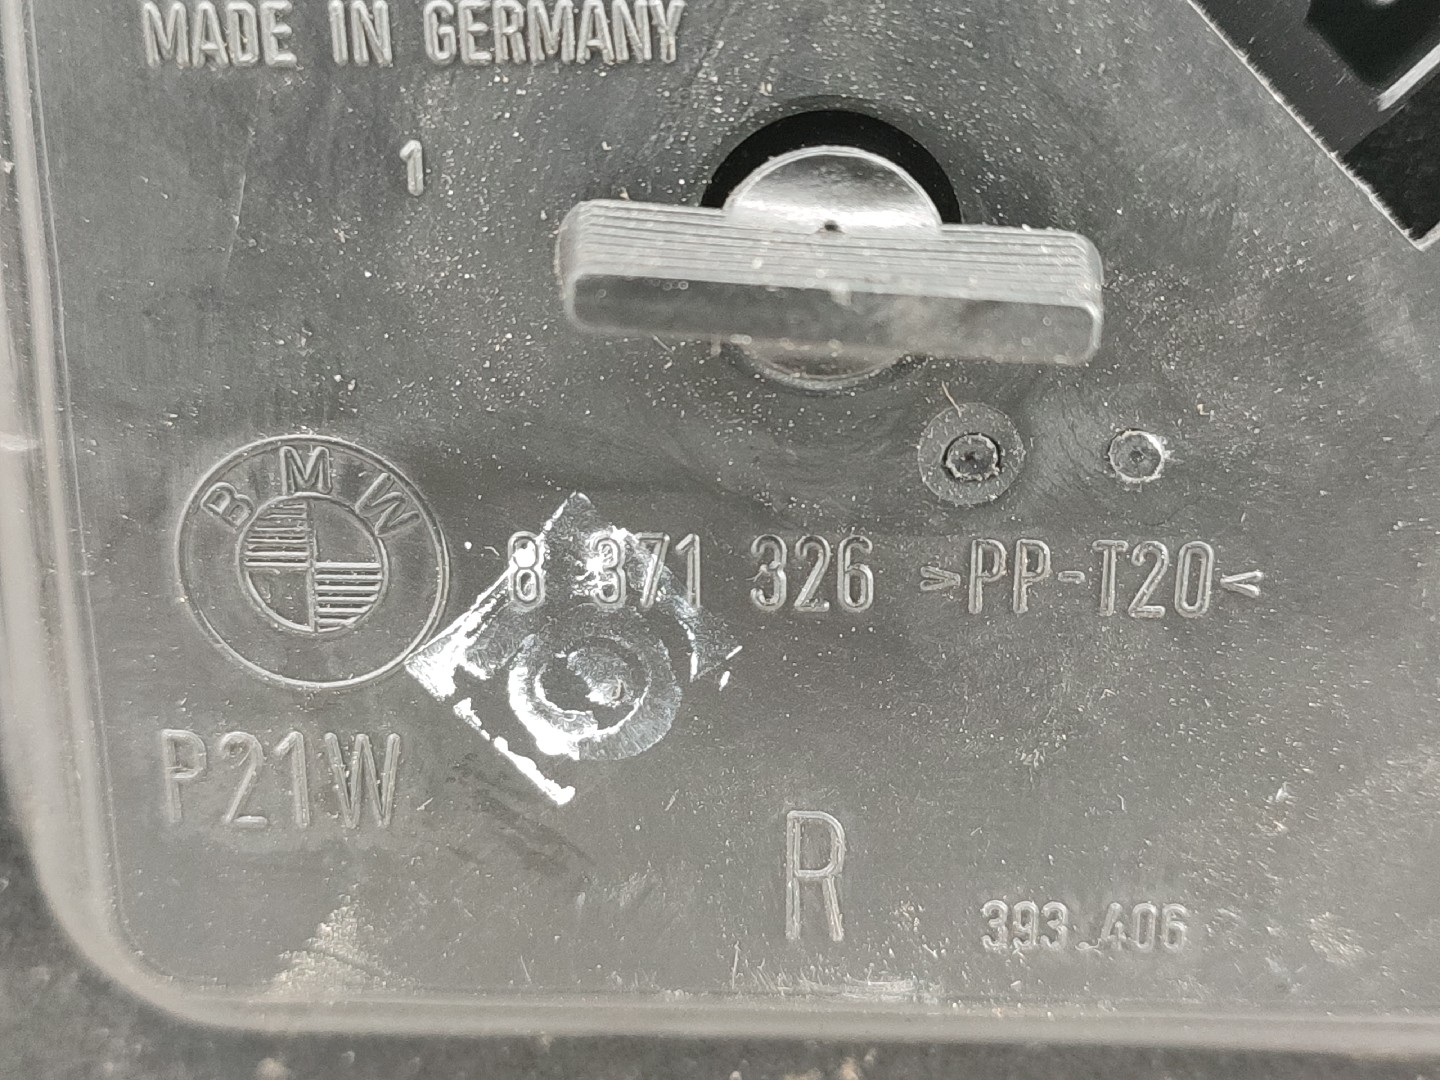 MADE IN GERMANY
1
BMW
8 371 326 >PP-T20<
P21W
R
393.406